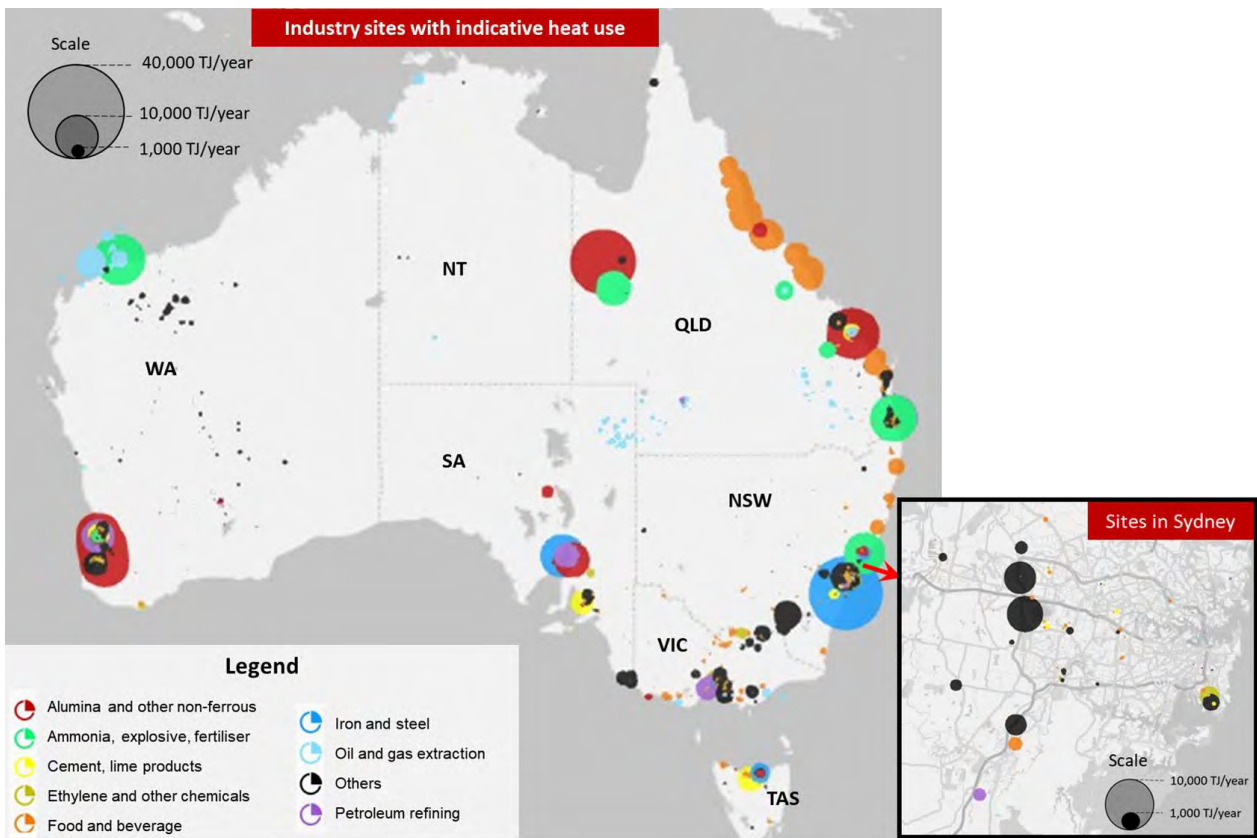 Industry sites with indicative heat use
Scale
40,000 TJ/year
10,000 TJ/year
1,000 TJ/year
NT
QLD
WA
SA
NSW
VIC
TAS
Legend
Alumina and other non-ferrous
Ammonia, explosive, fertiliser
Cement, lime products
Ethylene and other chemicals
Food and beverage
Iron and steel
Oil and gas extraction
Others
Petroleum refining
Sites in Sydney
Scale
10,000 TJ/year
1,000 TJ/year